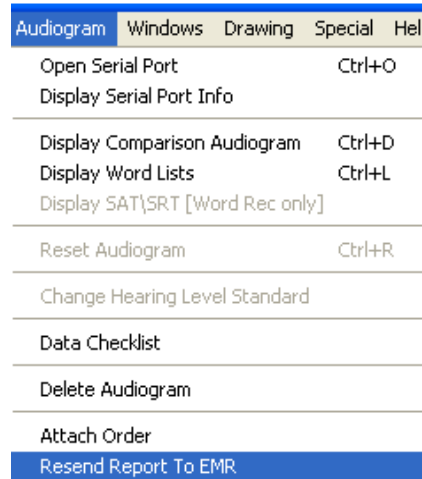 Audiogram Windows Drawing Special Hel
Open Serial Port Ctrl+O
Display Serial Port Info
Display Comparison Audiogram Ctrl+D
Display Word Lists Ctrl+L
Display SAT\SRT [Word Rec only]
Reset Audiogram Ctrl+R
Change Hearing Level Standard
Data Checklist
Delete Audiogram
Attach Order
Resend Report To EMR